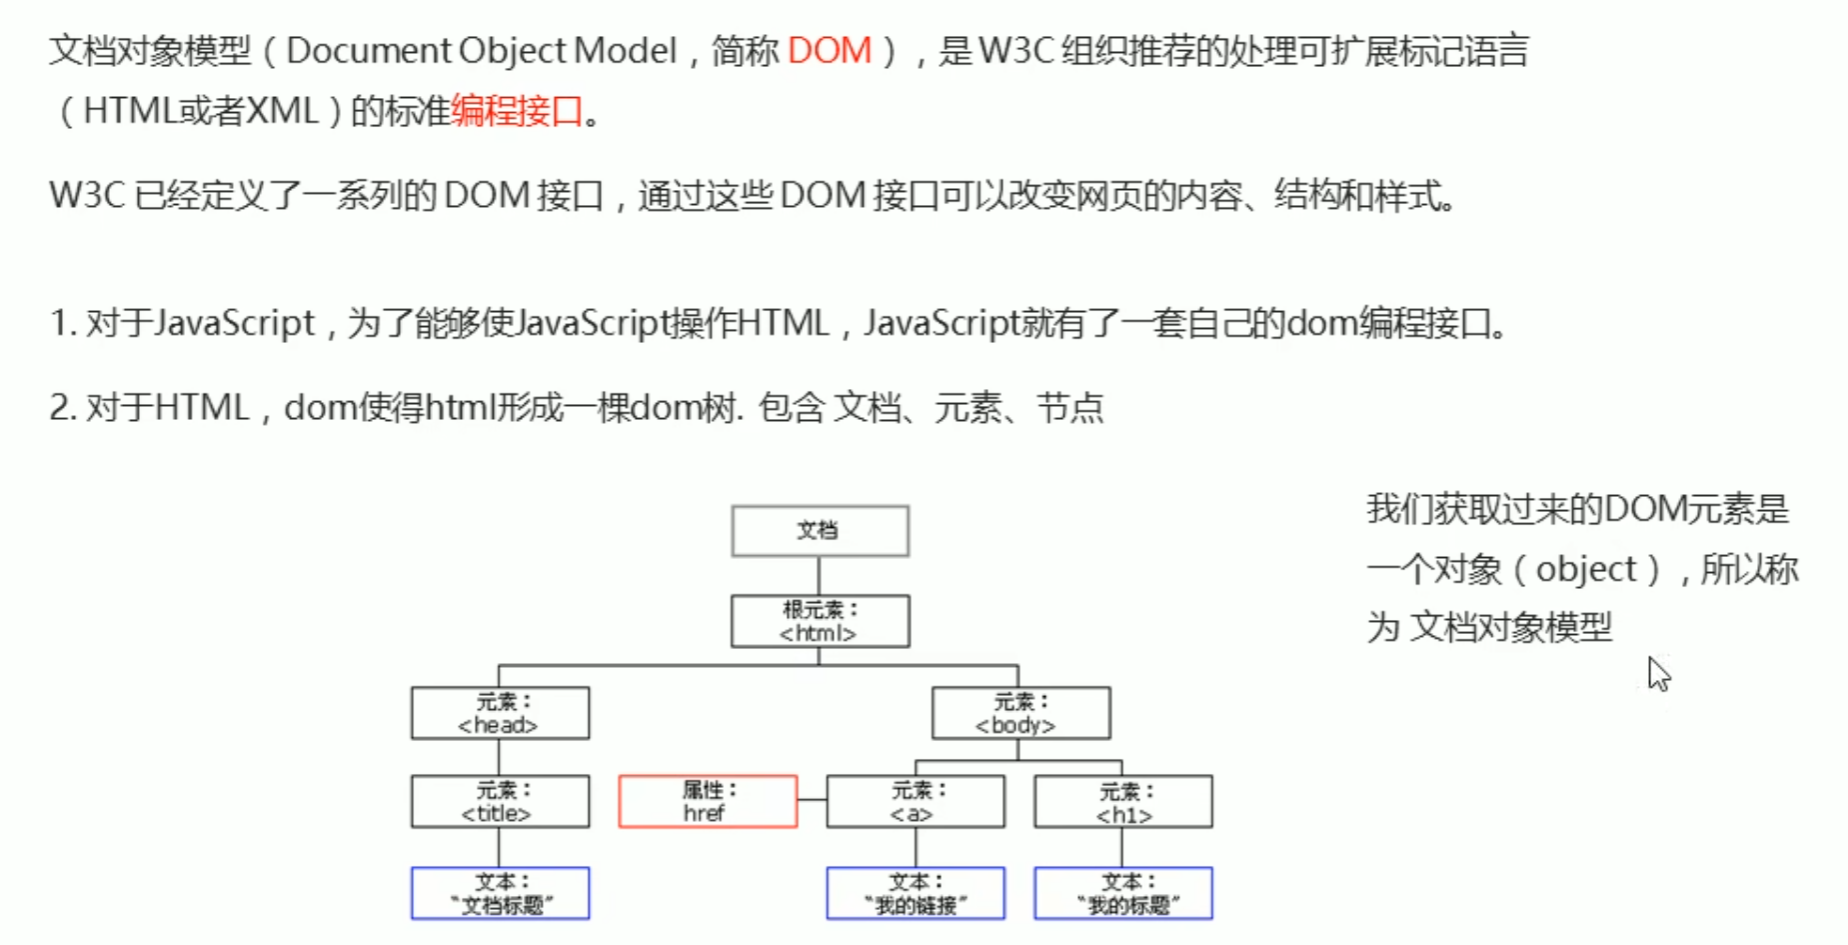 文档对象模型（Document Object Model，简称 DOM），是 W3C 组织推荐的处理可扩展标记语言
（HTML或者XML）的标准编程接口。
W3C 已经定义了一系列的 DOM 接口，通过这些 DOM 接口可以改变网页的内容、结构和样式。
1. 对于JavaScript，为了能够使JavaScript操作HTML，JavaScript就有了一套自己的dom编程接口。
2. 对于HTML，dom使得html形成一棵dom树. 包含 文档、元素、节点
我们获取过来的DOM元素是
一个对象（object），所以称
为 文档对象模型
文档
根元素：
<html>
元素：
<head>
元素：
<body>
元素：
<title>
属性：
href
元素：
<a>
元素：
<h1>
文本：
“文档标题”
文本：
“我的链接”
文本：
“我的标题”